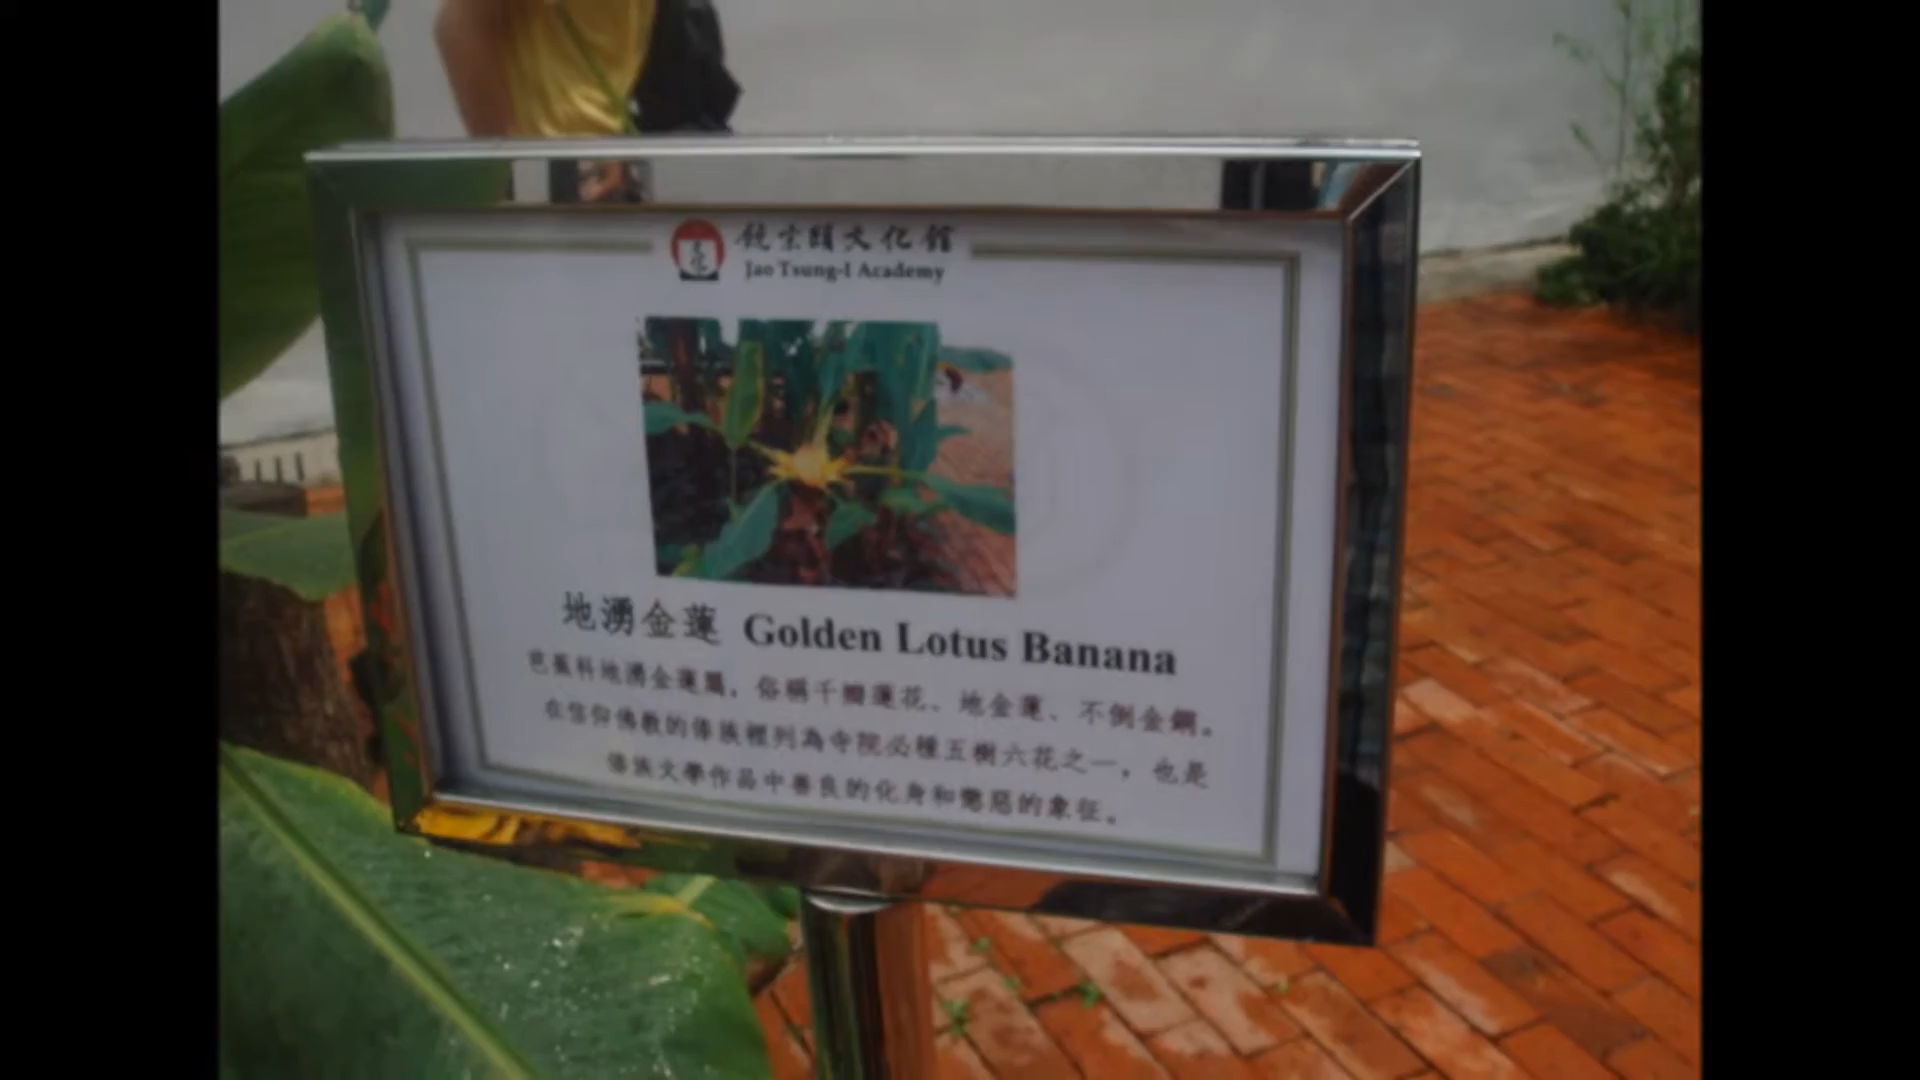 饒宗頤文化館
Jao Tsung-I Academy
地湧金蓮 Golden Lotus Banana
芭蕉科地湧金蓮屬，俗稱千瓣蓮花、地金蓮、不倒金鋼。
在信仰佛教的傣族裡列為寺院必種五樹六花之一，也是
傣族文學作品中善良的化身和懲惡的象征。